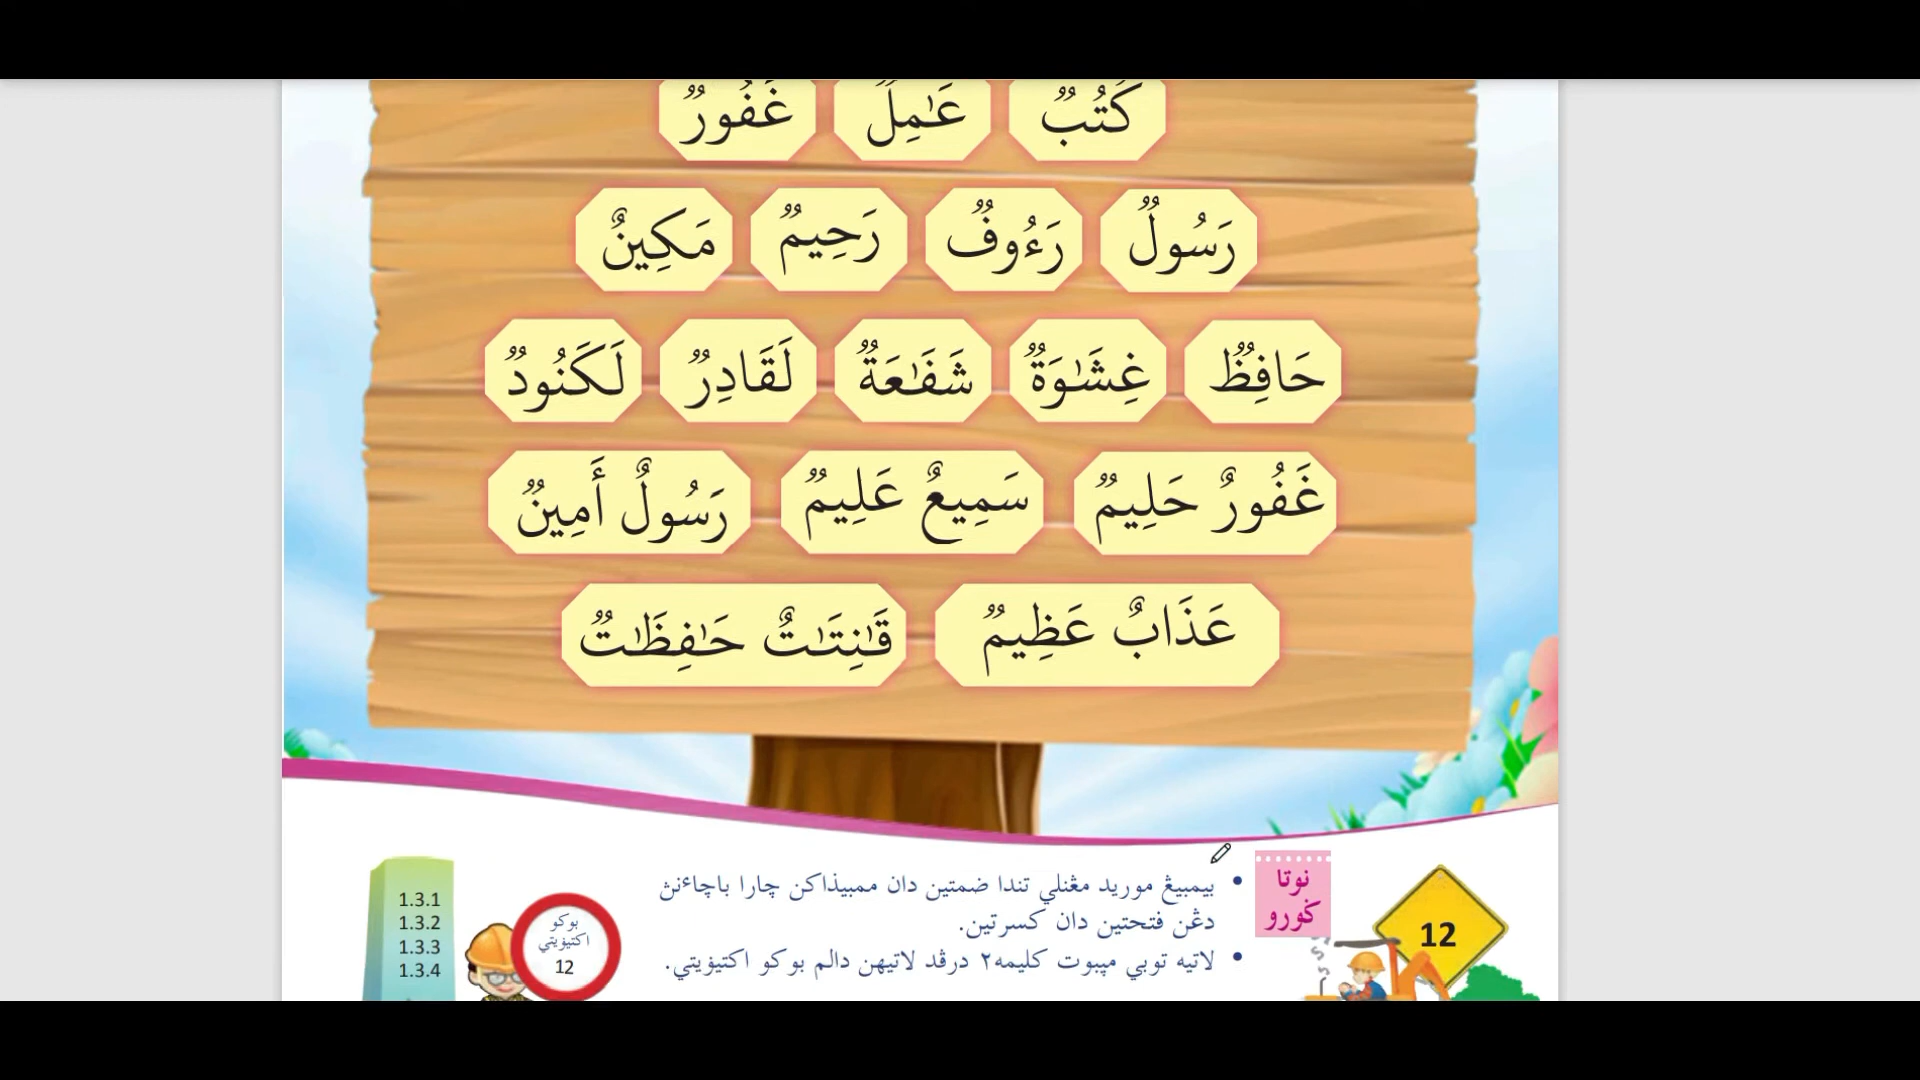 كُتُبٌ عَـٰمِلٌ غَفُورٌ
رَسُولٌ رَءُوفٌ رَحِيمٌ مَكِينٌ
حَافِظٌ غِشَـٰوَةٌ شَفَـٰعَةٌ لَقَادِرٌ لَكَنُودٌ
غَفُورٌ حَلِيمٌ سَمِيعٌ عَلِيمٌ رَسُولٌ أَمِينٌ
عَذَابٌ عَظِيمٌ قَـٰنِتَـٰتٌ حَـٰفِظَـٰتٌ
نوتا
ڬورو
• بيمبيڠ موريد مڠنلي تندا ضمتين دان ممبيذاكن چارا باچاءنڽ
دڠن فتحتين دان كسرتين.
• لاتيه توبي مڽبوت كليمه٢ درڤد لاتيهن دالم بوكو اكتيۏيتي.
12
بوكو
اكتيۏيتي
12
1.3.1
1.3.2
1.3.3
1.3.4